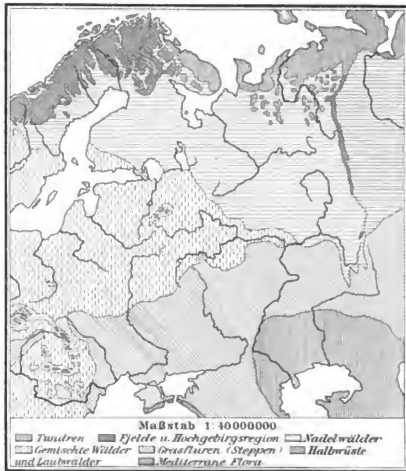 Maßstab 1:40000000
Tundren Fjelde u. Hochgebirgsregion Nadelwälder
Gemischte Wälder Grasfluren (Steppen) Halbwüste
und Laubwälder Mediterrane Flora